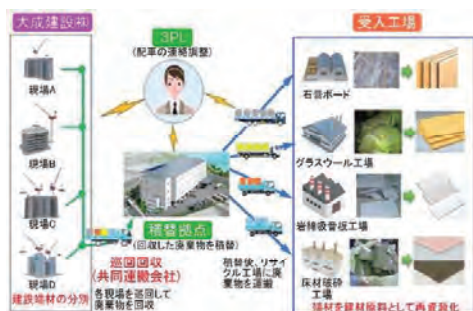 大成建設㈱
3PL
(配車の連絡調整)
受入工場
現場A
現場B
現場C
現場D
建設端材の分別
積替拠点
(回収した廃棄物を積替)
巡回回収
(共同運搬会社)
各現場を巡回して
廃棄物を回収
積替後、リサイ
クル工場に廃
棄物を運搬
石膏ボード
グラスウール工場
岩綿吸音板工場
床材破砕
工場
端材を建材原料として再資源化